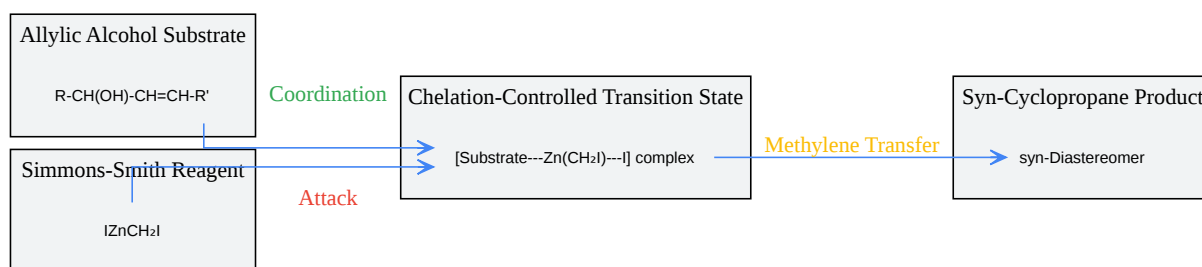 Allylic Alcohol Substrate
R-CH(OH)-CH=CH-R'
Simmons-Smith Reagent
IZnCH₂I
Coordination
Attack
Chelation-Controlled Transition State
[Substrate---Zn(CH₂I)---I] complex
Methylene Transfer
Syn-Cyclopropane Product
syn-Diastereomer